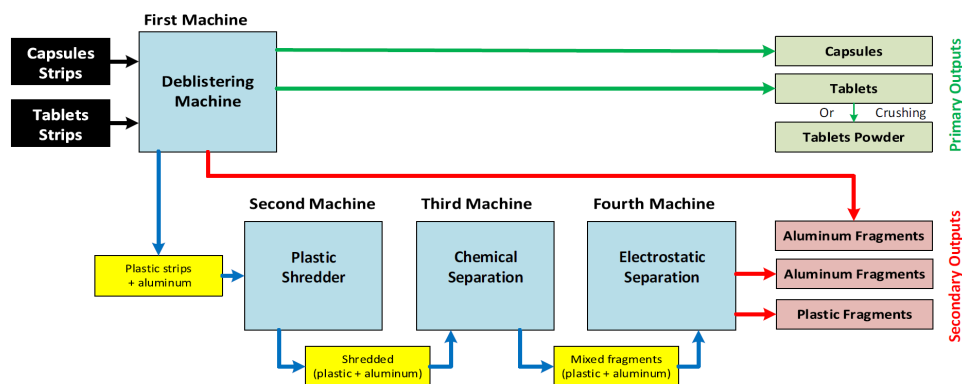 First Machine
Capsules
Strips
Tablets
Strips
Deblistering
Machine
Capsules
Tablets
Or Crushing
Tablets Powder
Primary Outputs
Second Machine
Third Machine
Fourth Machine
Plastic strips
+ aluminum
Plastic
Shredder
Chemical
Separation
Electrostatic
Separation
Aluminum Fragments
Aluminum Fragments
Plastic Fragments
Secondary Outputs
Shredded
(plastic + aluminum)
Mixed fragments
(plastic + aluminum)